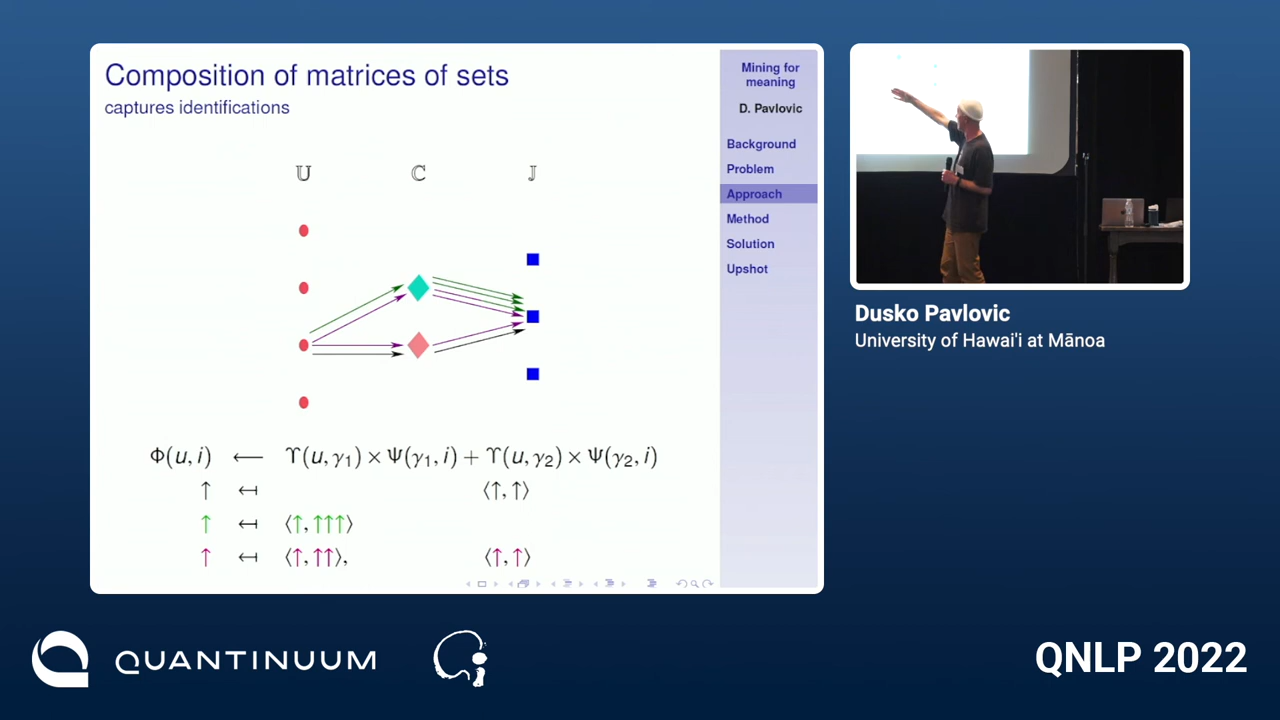 Composition of matrices of sets
captures identifications
𝕌 ℂ 𝕁
Φ(u, i) ⟵ ϒ(u, γ₁) × Ψ(γ₁, i) + ϒ(u, γ₂) × Ψ(γ₂, i)
↑ ↤ ⟨↑, ↑⟩
↑ ↤ ⟨↑, ↑↑↑⟩
↑ ↤ ⟨↑, ↑↑⟩, ⟨↑, ↑⟩
Mining for
meaning
D. Pavlovic
Background
Problem
Approach
Method
Solution
Upshot
Dusko Pavlovic
University of Hawai'i at Mānoa
QUANTINUUM
QNLP 2022